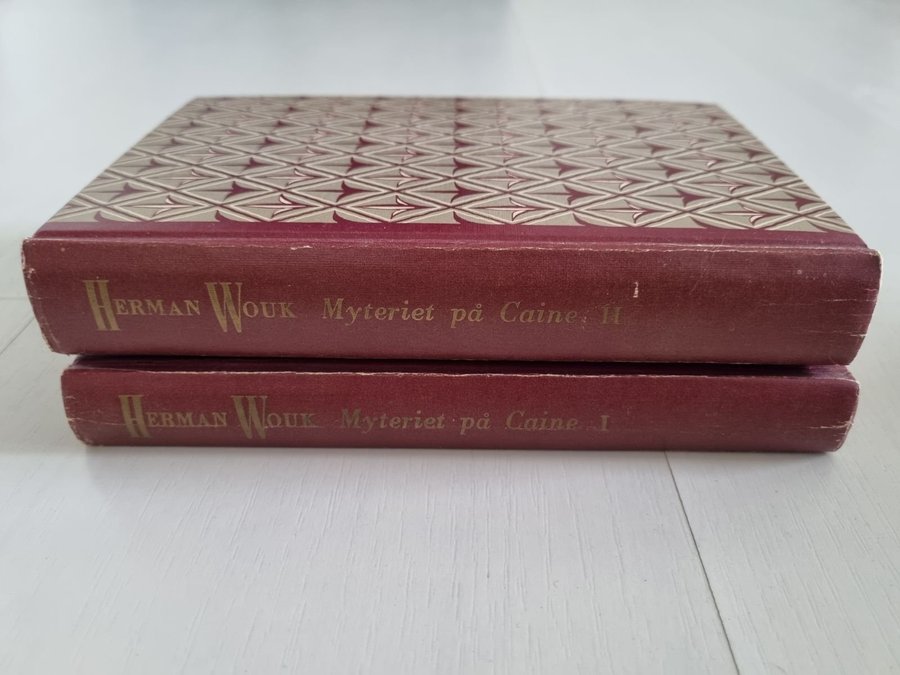 HERMAN WOUK Myteriet på Caine II
HERMAN WOUK Myteriet på Caine I